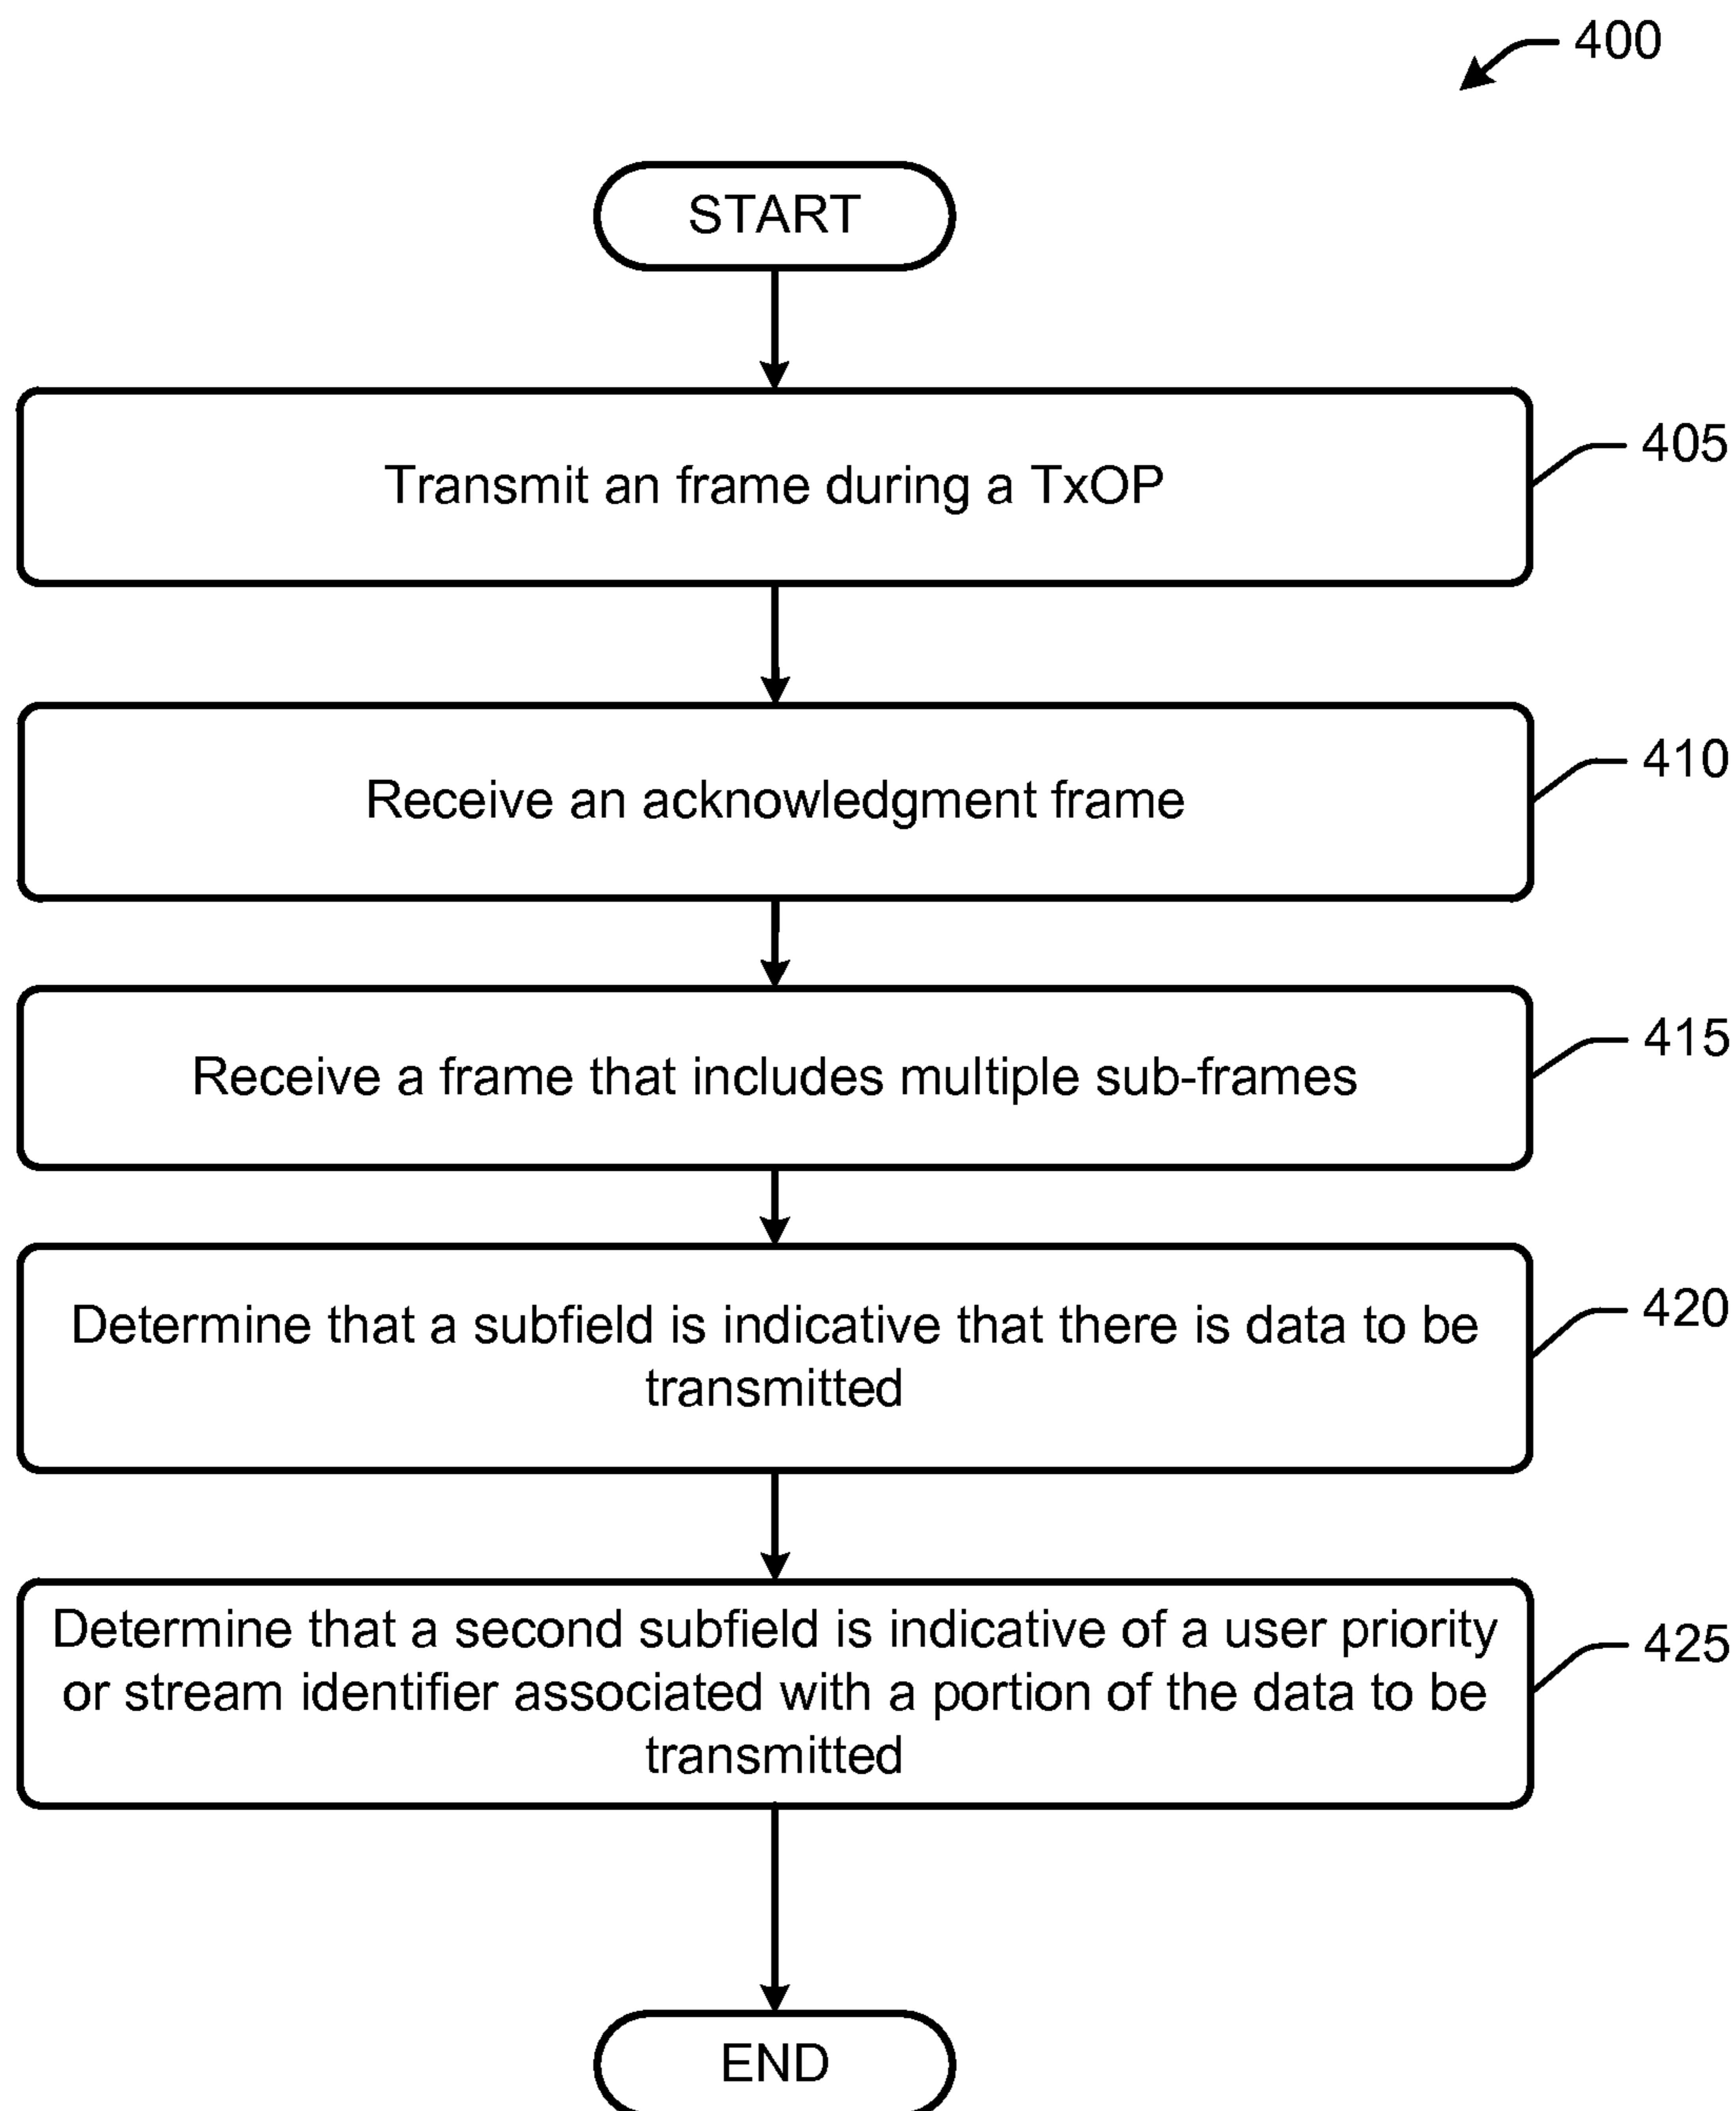 400
START
Transmit an frame during a TxOP
405
Receive an acknowledgment frame
410
Receive a frame that includes multiple sub-frames
415
Determine that a subfield is indicative that there is data to be
transmitted
420
Determine that a second subfield is indicative of a user priority
or stream identifier associated with a portion of the data to be
transmitted
425
END